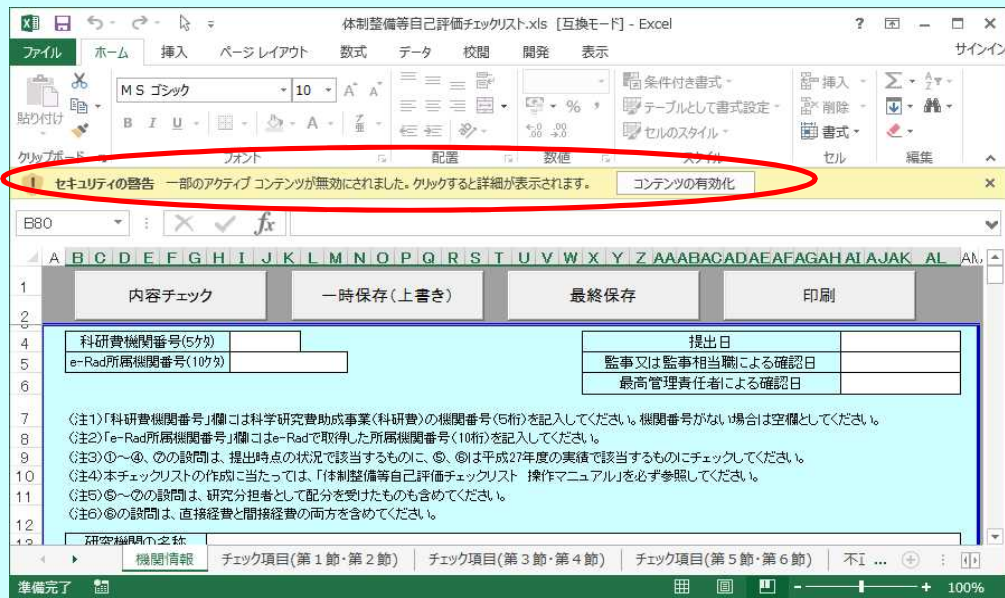 体制整備等自己評価チェックリスト.xls [互換モード] - Excel
ファイル ホーム 挿入 ページ レイアウト 数式 データ 校閲 開発 表示 サインイン
貼り付け MS ゴシック 10 A A 条件付き書式 挿入 Σ
B I U A % , テーブルとして書式設定 削除
セルのスタイル 書式
クリップボード フォント 配置 数値 スタイル セル 編集
セキュリティの警告 一部のアクティブ コンテンツが無効にされました。クリックすると詳細が表示されます。 コンテンツの有効化
B80 fx
A B C D E F G H I J K L M N O P Q R S T U V W X Y Z AA AB AC AD AE AF AG AH AI AJ AK AL AM
1 内容チェック 一時保存(上書き) 最終保存 印刷
2
4 科研費機関番号(5ケタ) 提出日
5 e-Rad所属機関番号(10ケタ) 監事又は監事相当職による確認日
6 最高管理責任者による確認日
7 (注1)「科研費機関番号」欄には科学研究費助成事業(科研費)の機関番号(5桁)を記入してください。機関番号がない場合は空欄としてください。
8 (注2)「e-Rad所属機関番号」欄にはe-Radで取得した所属機関番号(10桁)を記入してください。
9 (注3)①～④、⑦の設問は、提出時点の状況で該当するものに、⑤、⑥は平成27年度の実績で該当するものにチェックしてください。
10 (注4)本チェックリストの作成に当たっては、「体制整備等自己評価チェックリスト 操作マニュアル」を必ず参照してください。
11 (注5)⑤～⑦の設問は、研究分担者として配分を受けたものも含めてください。
12 (注6)⑥の設問は、直接経費と間接経費の両方を含めてください。
13 研究機関の名称
機関情報 チェック項目(第1節・第2節) チェック項目(第3節・第4節) チェック項目(第5節・第6節) 不正 ...
準備完了 100%